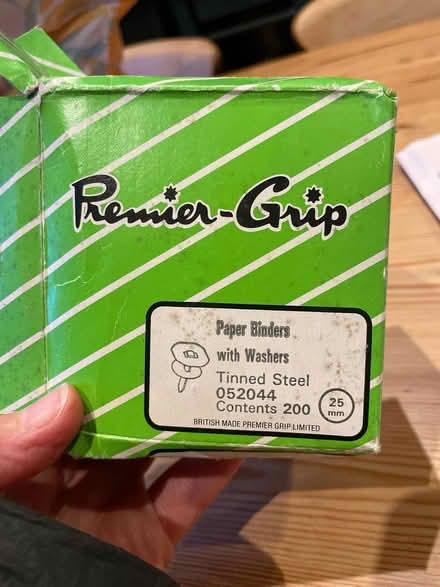 Premier-Grip
Paper Binders
with Washers
Tinned Steel
052044
Contents 200
25
mm
BRITISH MADE PREMIER GRIP LIMITED